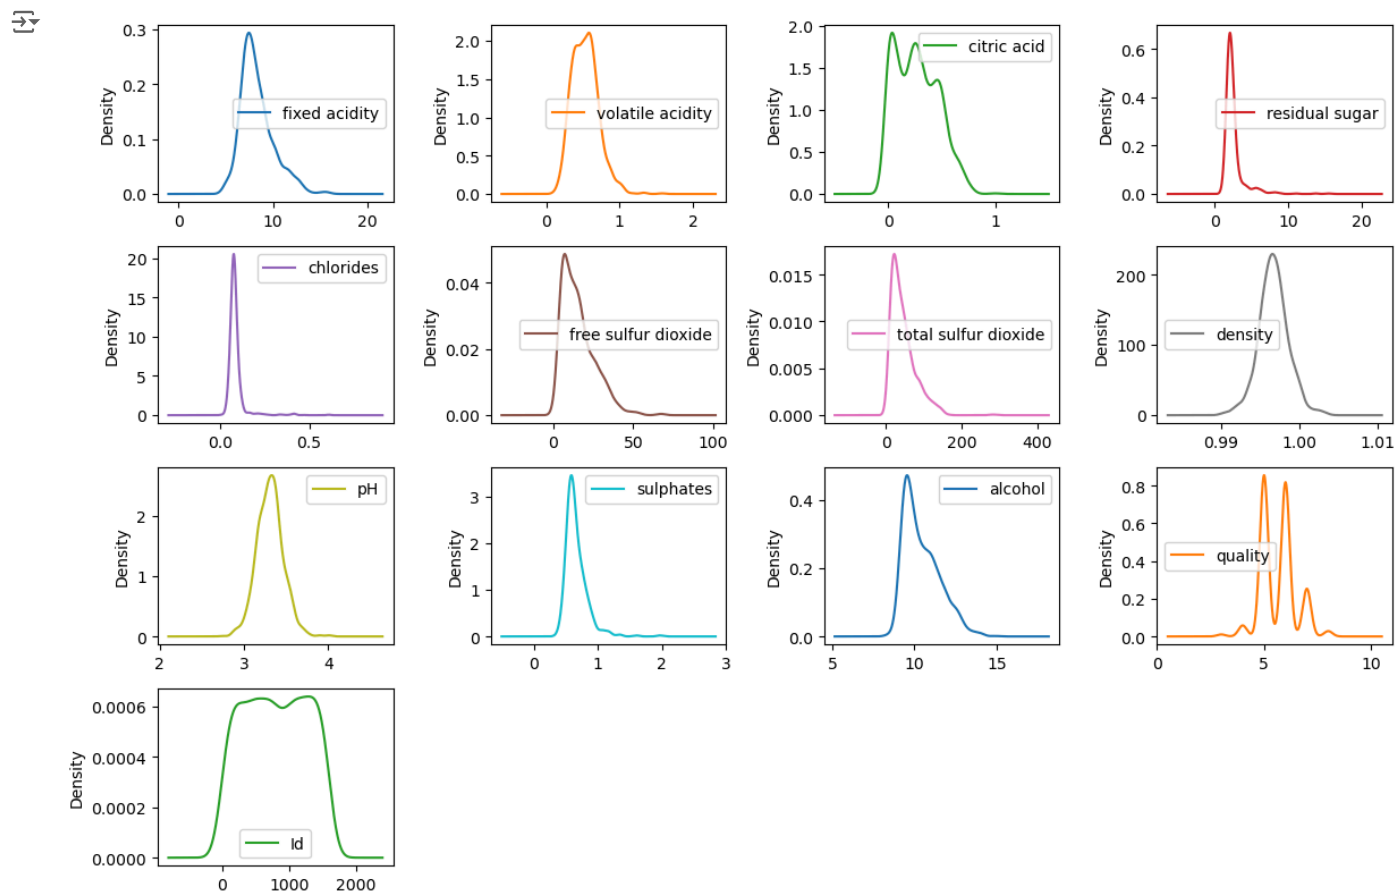 0.3
0.2
0.1
0.0
Density
fixed acidity
0 10 20
2.0
1.5
1.0
0.5
0.0
Density
volatile acidity
0 1 2
2.0
1.5
1.0
0.5
0.0
Density
citric acid
0 1
0.6
0.4
0.2
0.0
Density
residual sugar
0 10 20
20
15
10
5
0
Density
chlorides
0.0 0.5
0.04
0.02
0.00
Density
free sulfur dioxide
0 50 100
0.015
0.010
0.005
0.000
Density
total sulfur dioxide
0 200 400
200
100
0
Density
density
0.99 1.00 1.01
2
1
0
Density
pH
2 3 4
3
2
1
0
Density
sulphates
0 1 2 3
0.4
0.2
0.0
Density
alcohol
5 10 15
0.8
0.6
0.4
0.2
0.0
Density
quality
0 5 10
0.0006
0.0004
0.0002
0.0000
Density
Id
0 1000 2000